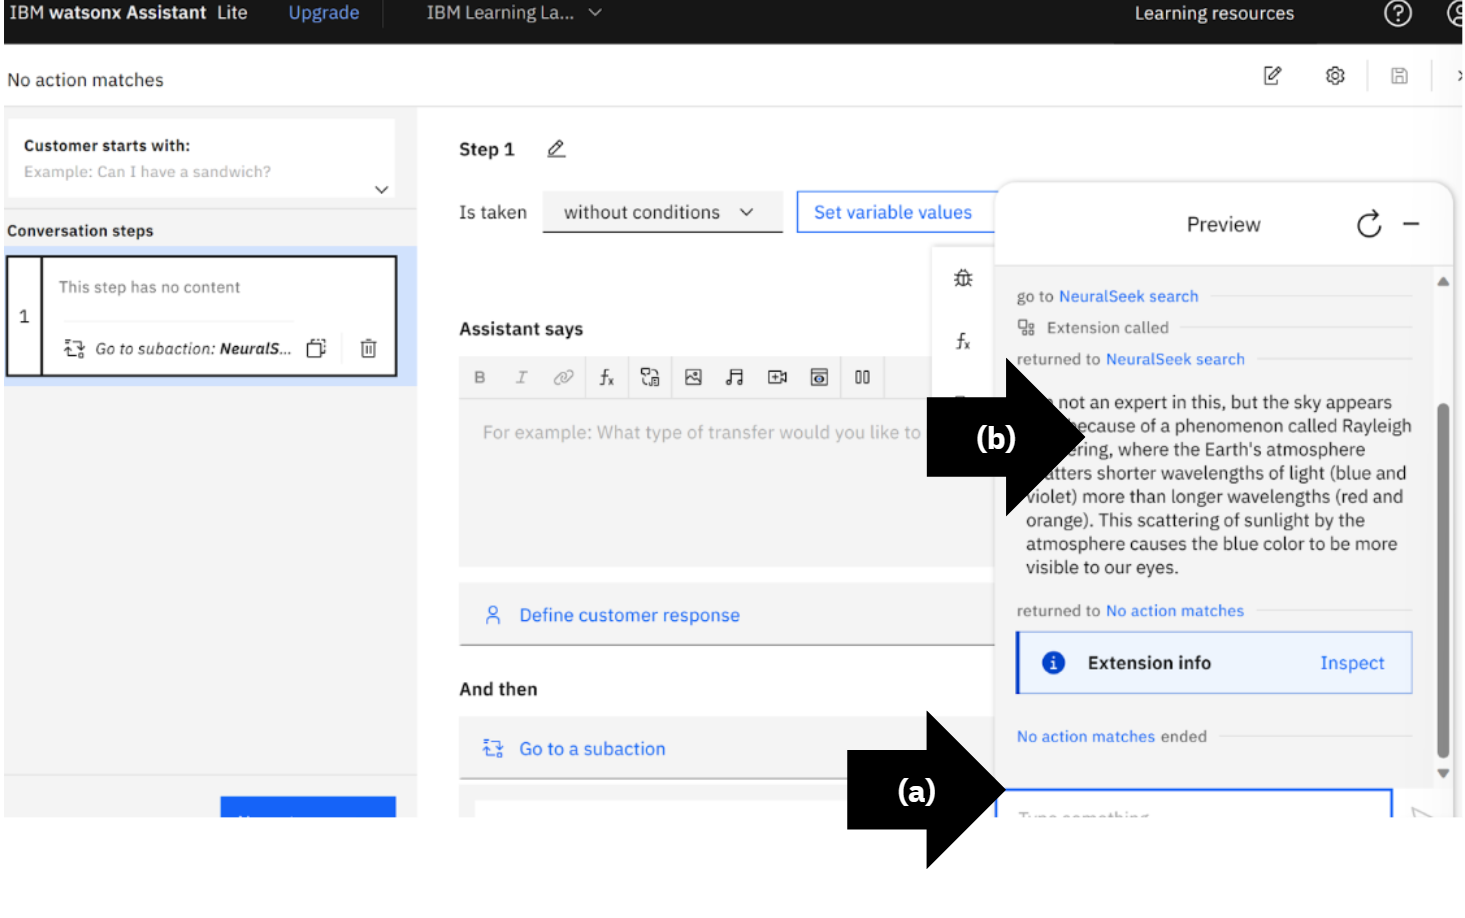 IBM watsonx Assistant Lite
Upgrade
IBM Learning La...
Learning resources
No action matches
Customer starts with:
Example: Can I have a sandwich?
Conversation steps
1
This step has no content
Go to subaction: NeuralS...
Step 1
Is taken
without conditions
Set variable values
Assistant says
B
I
fx
For example: What type of transfer would you like to
Define customer response
And then
Go to a subaction
fx
Preview
go to NeuralSeek search
Extension called
returned to NeuralSeek search
not an expert in this, but the sky appears
because of a phenomenon called Rayleigh
ering, where the Earth's atmosphere
atters shorter wavelengths of light (blue and
violet) more than longer wavelengths (red and
orange). This scattering of sunlight by the
atmosphere causes the blue color to be more
visible to our eyes.
returned to No action matches
Extension info
Inspect
No action matches ended
Type something
(b)
(a)